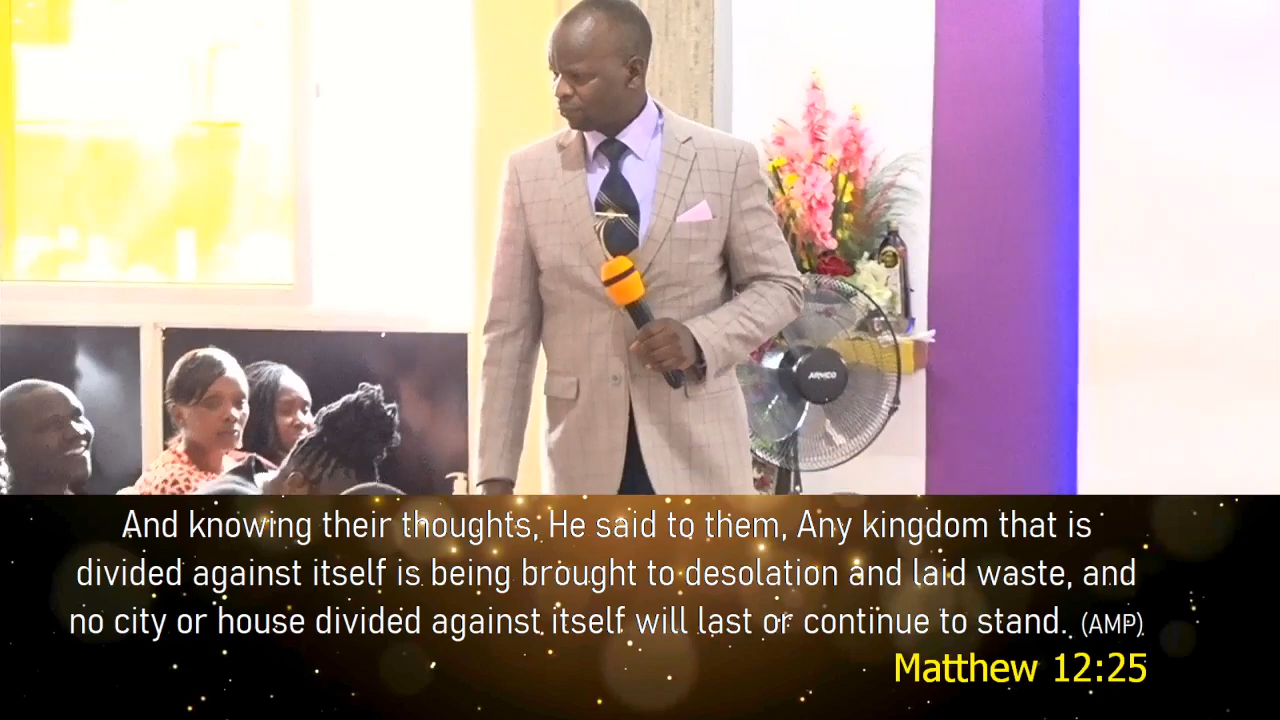 ARMCO
And knowing their thoughts, He said to them, Any kingdom that is
divided against itself is being brought to desolation and laid waste, and
no city or house divided against itself will last or continue to stand. (AMP)
Matthew 12:25